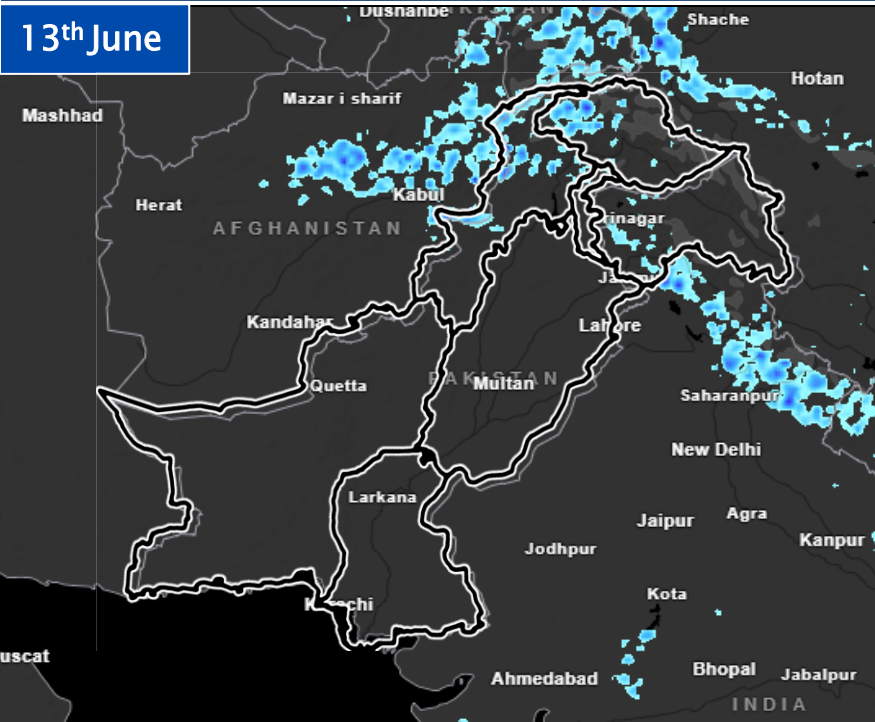 13th June
Dushanbe
Shache
Hotan
Mazar i sharif
Mashhad
Kabul
Herat
rinagar
AFGHANISTAN
Kandahar
Lahore
Quetta
PAKISTAN
Multan
Saharanpur
New Delhi
Larkana
Agra
Jaipur
Kanpur
Jodhpur
Kota
Karachi
uscat
Bhopal
Jabalpur
Ahmedabad
INDIA